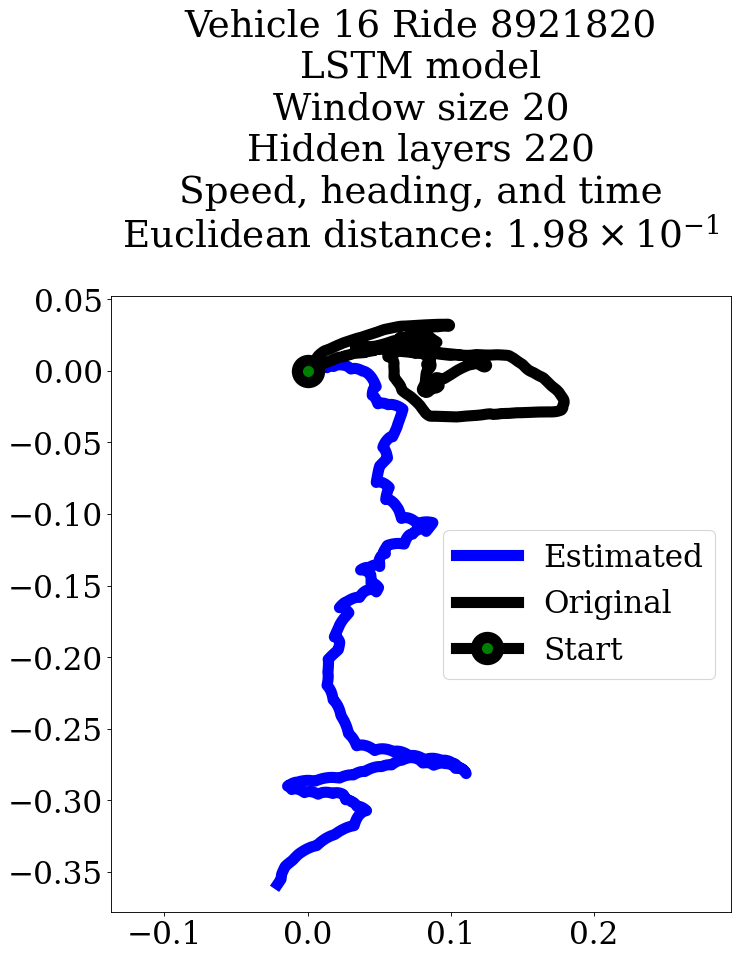 Vehicle 16 Ride 8921820
LSTM model
Window size 20
Hidden layers 220
Speed, heading, and time
Euclidean distance: 1.98 × 10⁻¹
0.05
0.00
−0.05
−0.10
−0.15
−0.20
−0.25
−0.30
−0.35
Estimated
Original
Start
−0.1
0.0
0.1
0.2